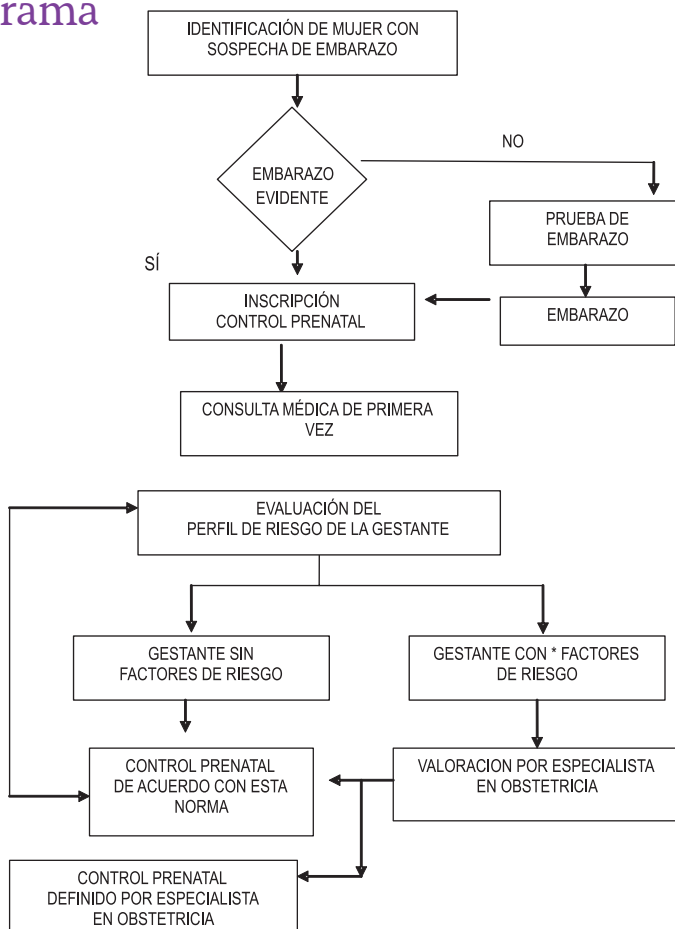 rama
IDENTIFICACIÓN DE MUJER CON
SOSPECHA DE EMBARAZO
NO
EMBARAZO
EVIDENTE
PRUEBA DE
EMBARAZO
SÍ
INSCRIPCIÓN
CONTROL PRENATAL
EMBARAZO
CONSULTA MÉDICA DE PRIMERA
VEZ
EVALUACIÓN DEL
PERFIL DE RIESGO DE LA GESTANTE
GESTANTE SIN
FACTORES DE RIESGO
GESTANTE CON * FACTORES
DE RIESGO
CONTROL PRENATAL
DE ACUERDO CON ESTA
NORMA
VALORACION POR ESPECIALISTA
EN OBSTETRICIA
CONTROL PRENATAL
DEFINIDO POR ESPECIALISTA
EN OBSTETRICIA